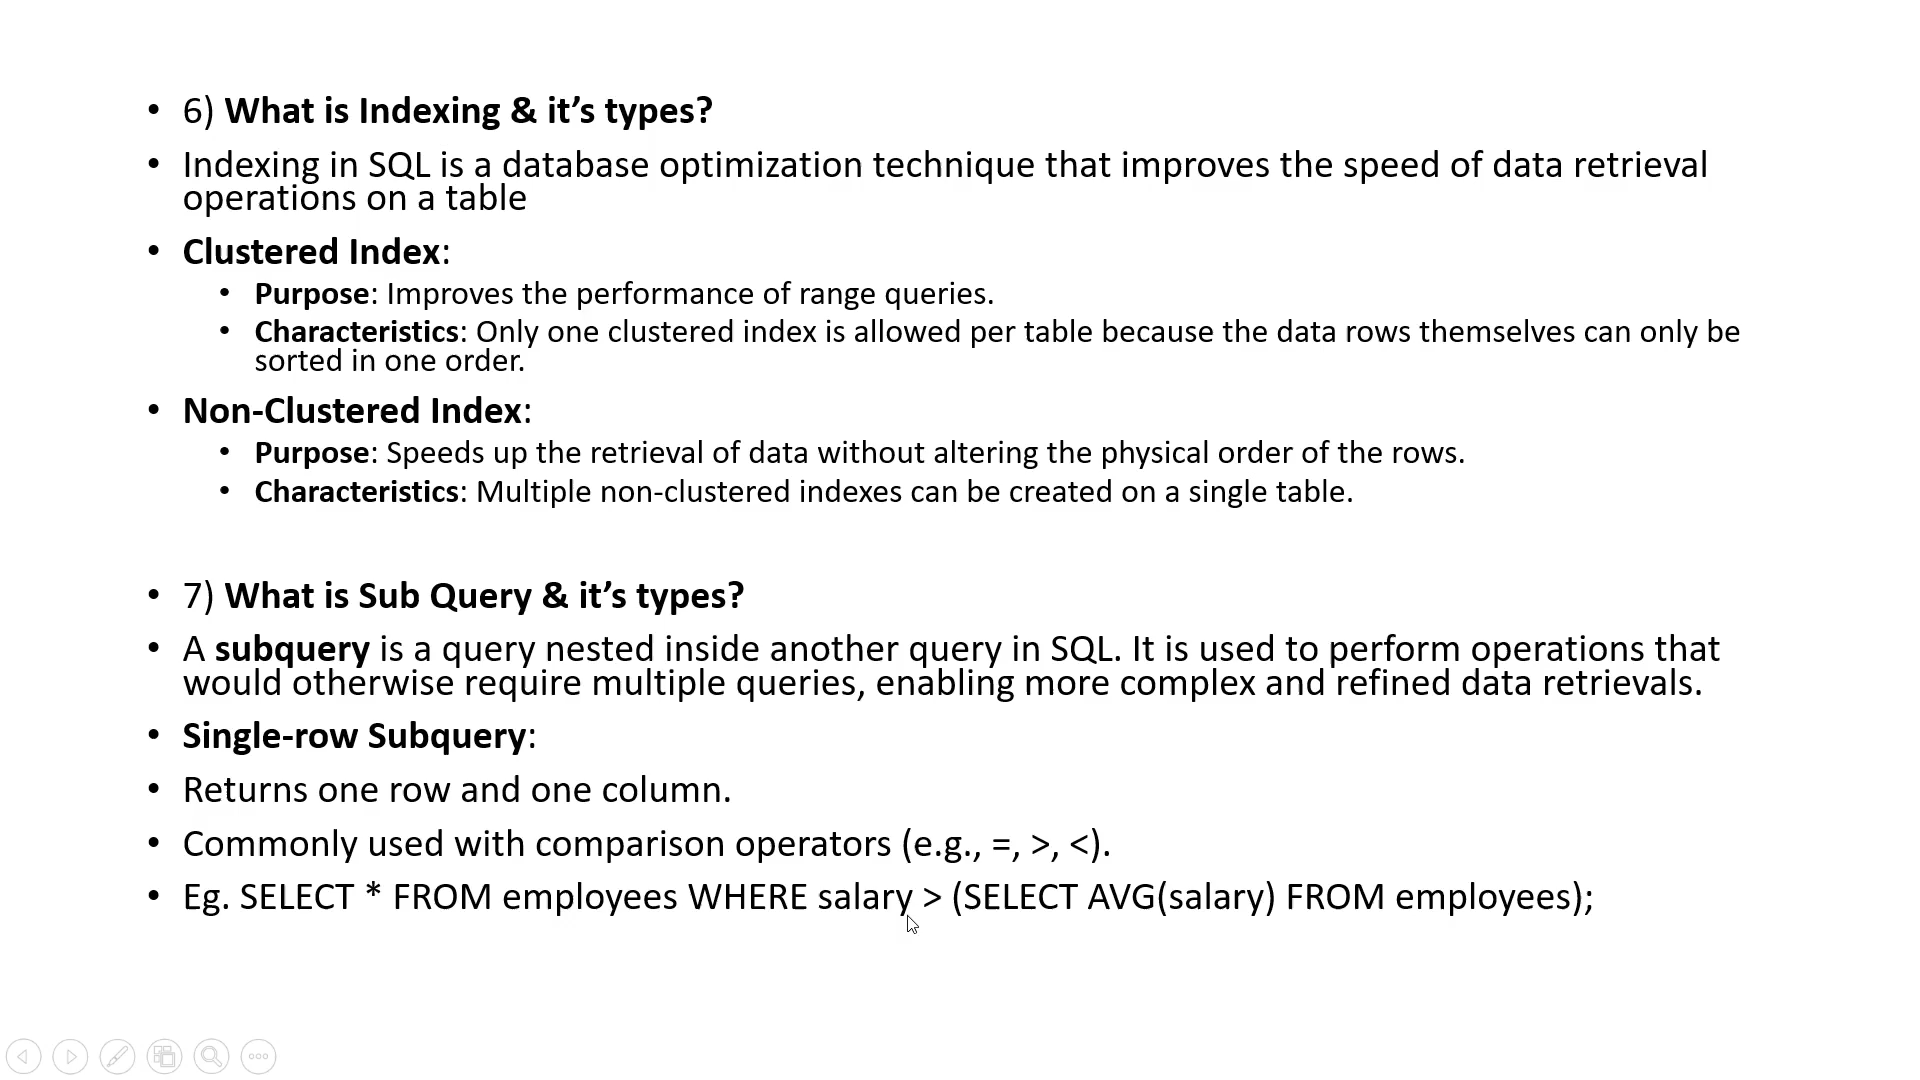 • 6) What is Indexing & it’s types?
• Indexing in SQL is a database optimization technique that improves the speed of data retrieval
operations on a table
• Clustered Index:
• Purpose: Improves the performance of range queries.
• Characteristics: Only one clustered index is allowed per table because the data rows themselves can only be
sorted in one order.
• Non-Clustered Index:
• Purpose: Speeds up the retrieval of data without altering the physical order of the rows.
• Characteristics: Multiple non-clustered indexes can be created on a single table.
• 7) What is Sub Query & it’s types?
• A subquery is a query nested inside another query in SQL. It is used to perform operations that
would otherwise require multiple queries, enabling more complex and refined data retrievals.
• Single-row Subquery:
• Returns one row and one column.
• Commonly used with comparison operators (e.g., =, >, <).
• Eg. SELECT * FROM employees WHERE salary > (SELECT AVG(salary) FROM employees);